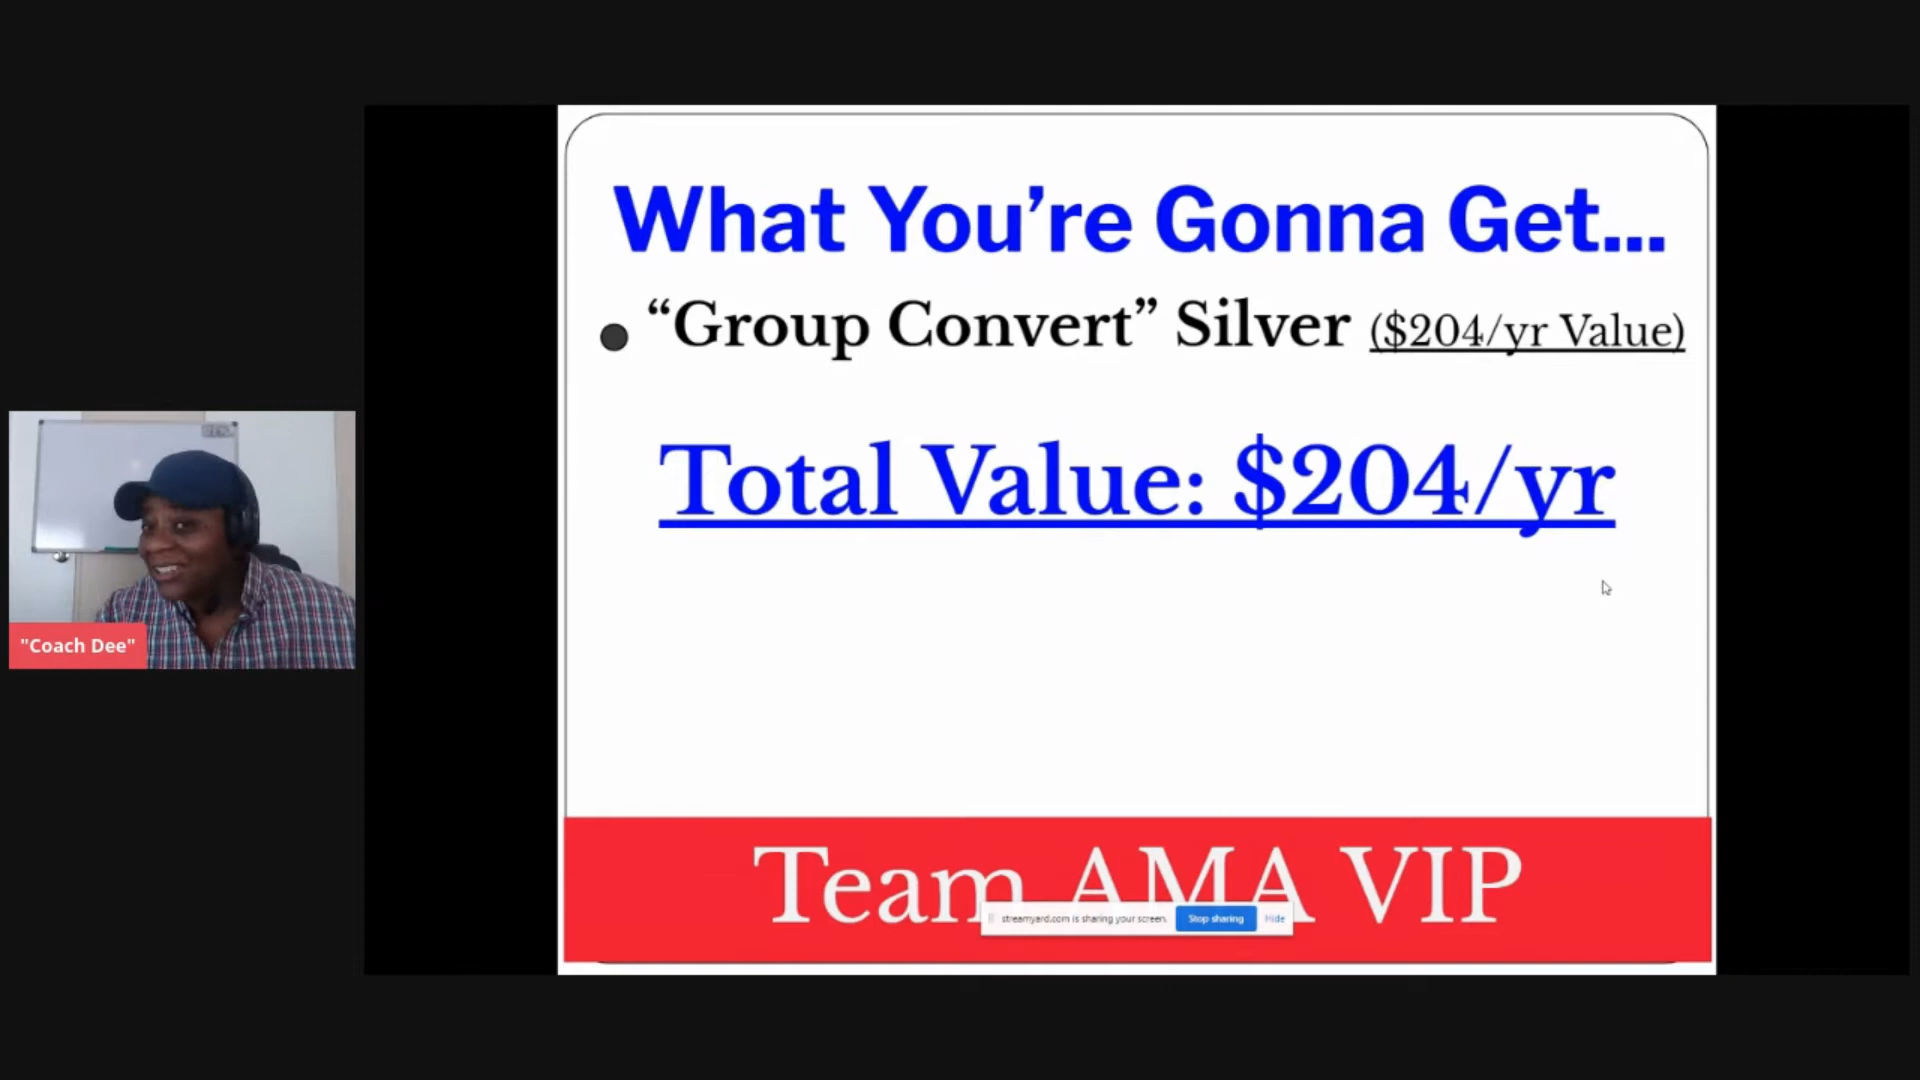 What You're Gonna Get...
“Group Convert” Silver ($204/yr Value)
Total Value: $204/yr
"Coach Dee"
Team AMA VIP
streamyard.com is sharing your screen. Stop sharing Hide